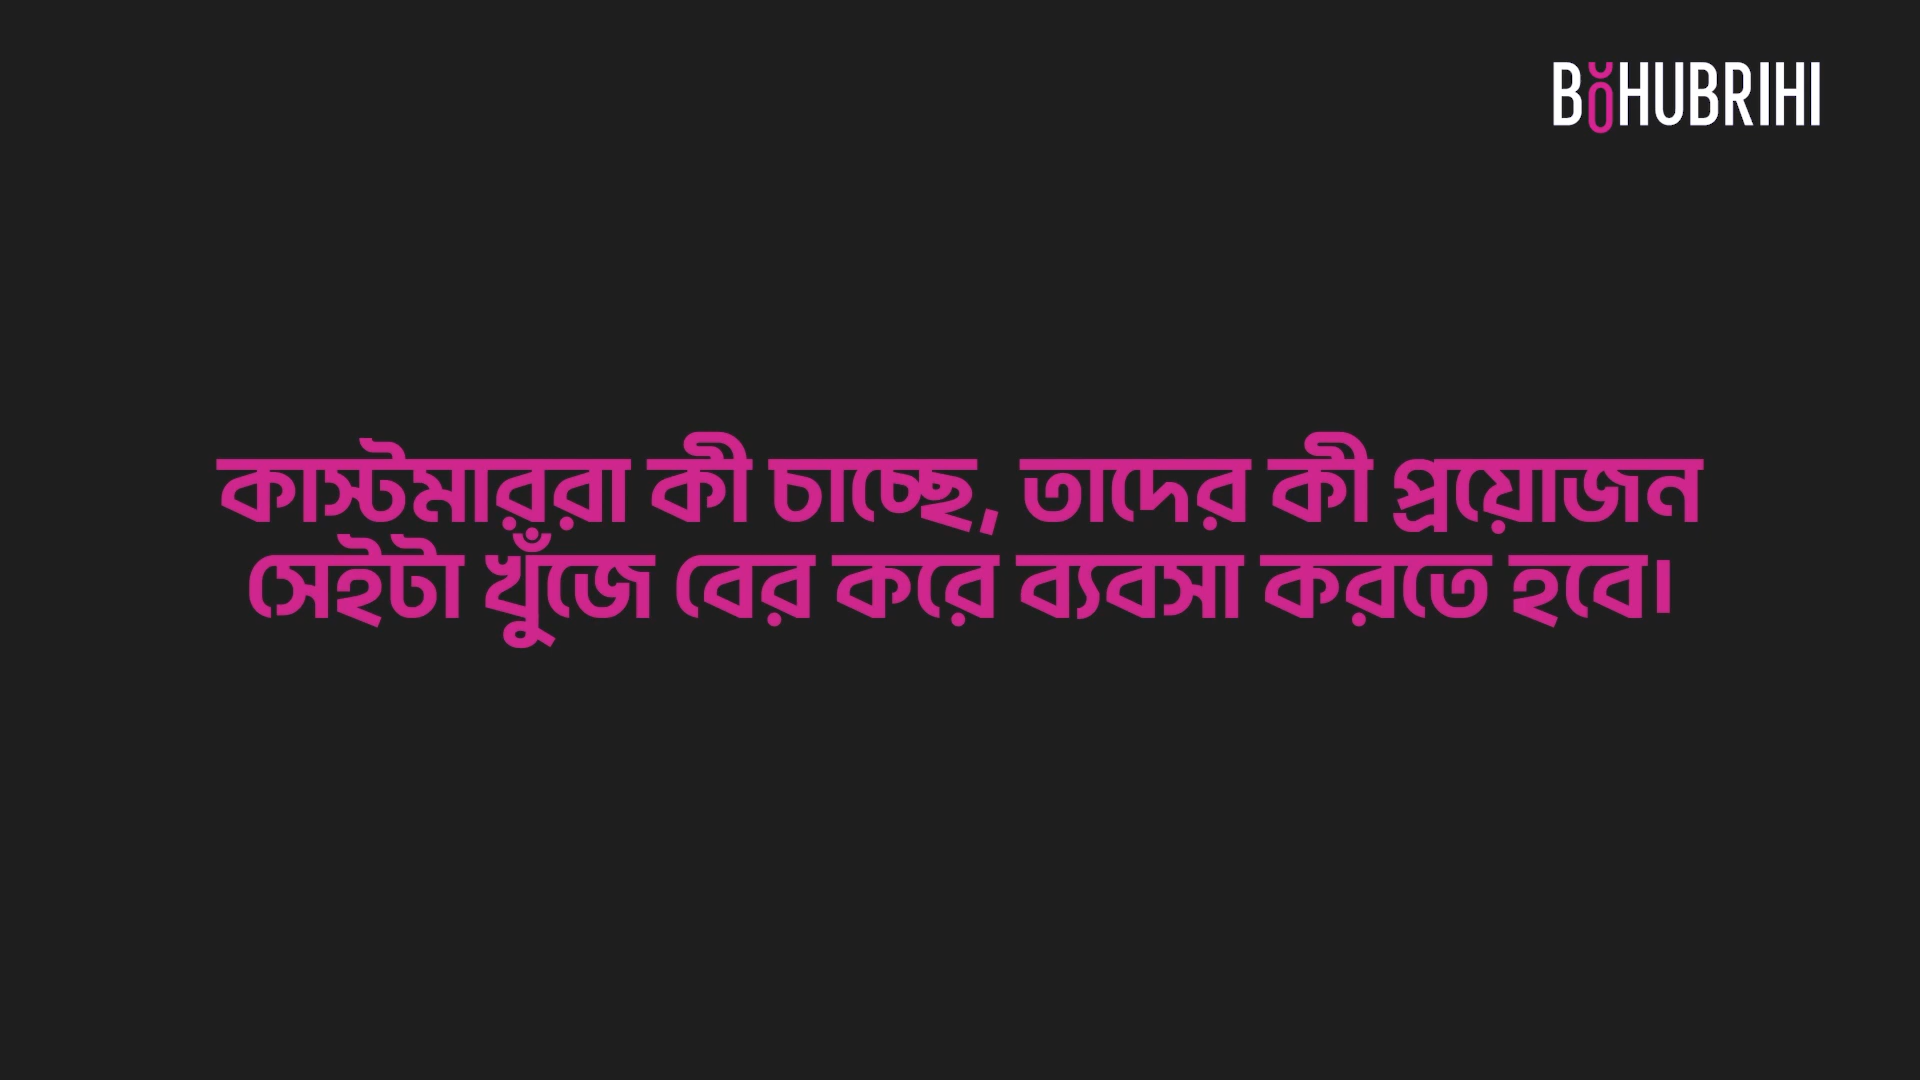 BOHUBRIHI
কাস্টমাররা কী চাচ্ছে, তাদের কী প্রয়োজন
সেইটা খুঁজে বের করে ব্যবসা করতে হবে।